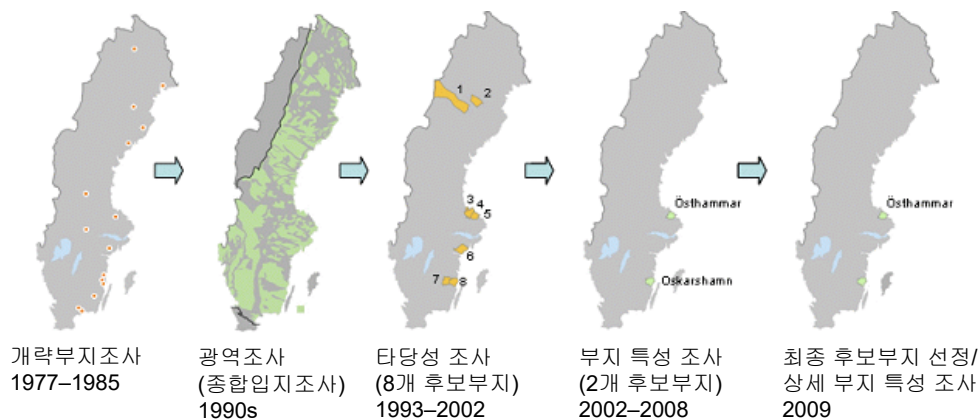 1
2
3
4
5
6
7
8
Östhammar
Oskarshamn
Östhammar
개략부지조사
1977–1985
광역조사
(종합입지조사)
1990s
타당성 조사
(8개 후보부지)
1993–2002
부지 특성 조사
(2개 후보부지)
2002–2008
최종 후보부지 선정/
상세 부지 특성 조사
2009